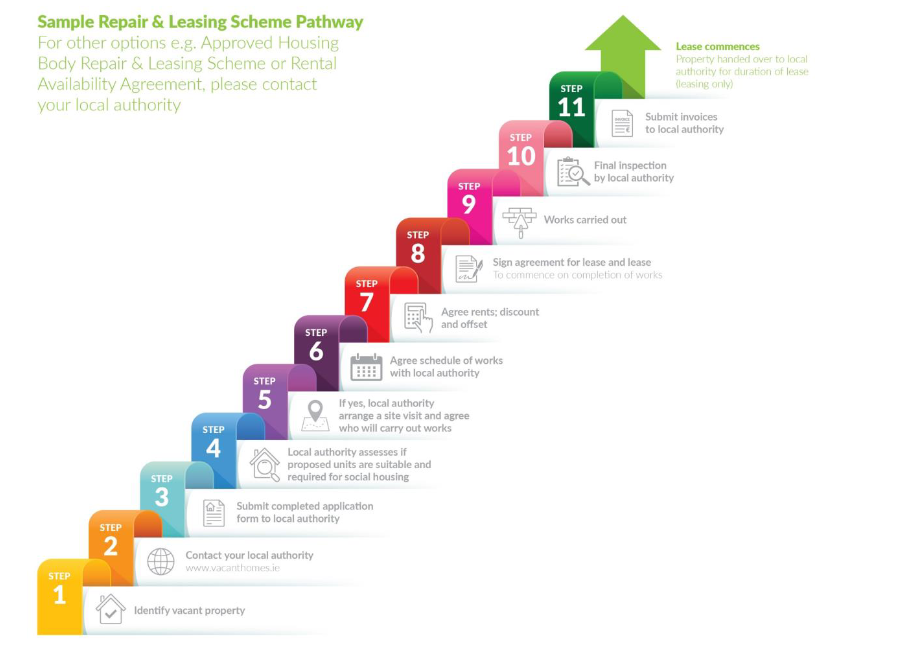 Sample Repair & Leasing Scheme Pathway
For other options e.g. Approved Housing
Body Repair & Leasing Scheme or Rental
Availability Agreement, please contact
your local authority
Lease commences
Property handed over to local
authority for duration of lease
(leasing only)
STEP
11
INVOICE
€
Submit invoices
to local authority
STEP
10
Final inspection
by local authority
STEP
9
Works carried out
STEP
8
Sign agreement for lease and lease
To commence on completion of works
STEP
7
Agree rents; discount
and offset
STEP
6
Agree schedule of works
with local authority
STEP
5
If yes, local authority
arrange a site visit and agree
who will carry out works
STEP
4
Local authority assesses if
proposed units are suitable and
required for social housing
STEP
3
Submit completed application
form to local authority
STEP
2
Contact your local authority
www.vacanthomes.ie
STEP
1
Identify vacant property